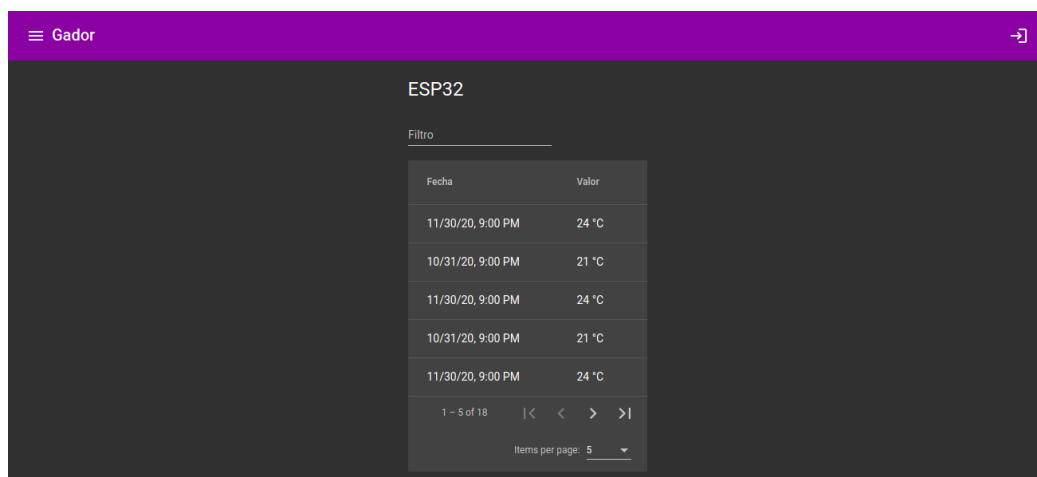 Gador
ESP32
Filtro
Fecha Valor
11/30/20, 9:00 PM 24 °C
10/31/20, 9:00 PM 21 °C
11/30/20, 9:00 PM 24 °C
10/31/20, 9:00 PM 21 °C
11/30/20, 9:00 PM 24 °C
1 – 5 of 18
Items per page: 5